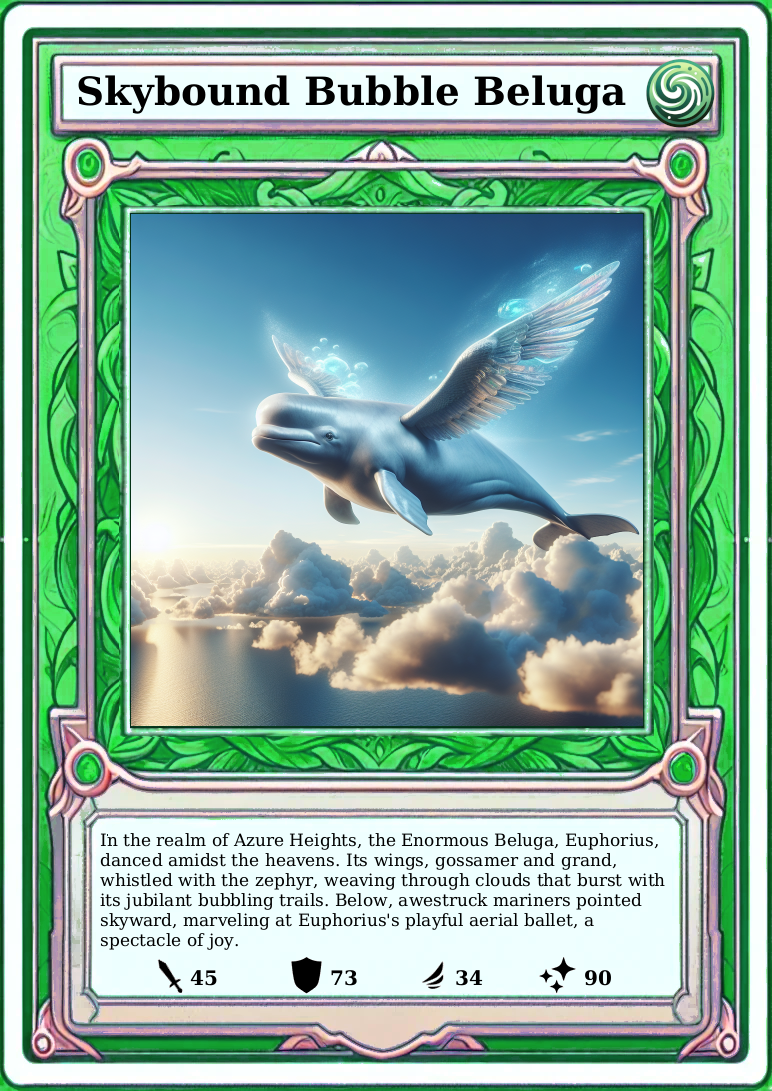 Skybound Bubble Beluga
In the realm of Azure Heights, the Enormous Beluga, Euphorius,
danced amidst the heavens. Its wings, gossamer and grand,
whistled with the zephyr, weaving through clouds that burst with
its jubilant bubbling trails. Below, awestruck mariners pointed
skyward, marveling at Euphorius's playful aerial ballet, a
spectacle of joy.
45 73 34 90